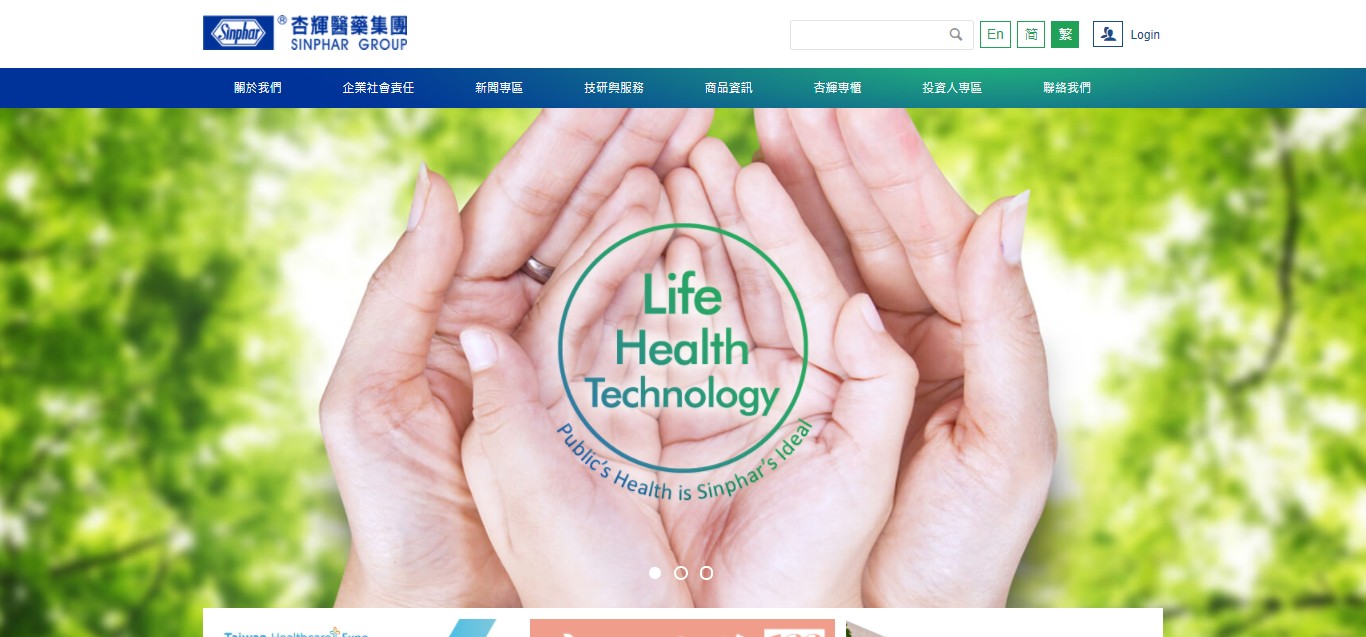 Sinphar ® 杏輝醫藥集團
SINPHAR GROUP
En 简 繁 Login
關於我們 企業社會責任 新聞專區 技研與服務 商品資訊 杏輝專櫃 投資人專區 聯絡我們
Life
Health
Technology
Public's Health is Sinphar's Ideal
Taiwan Healthcare Expo